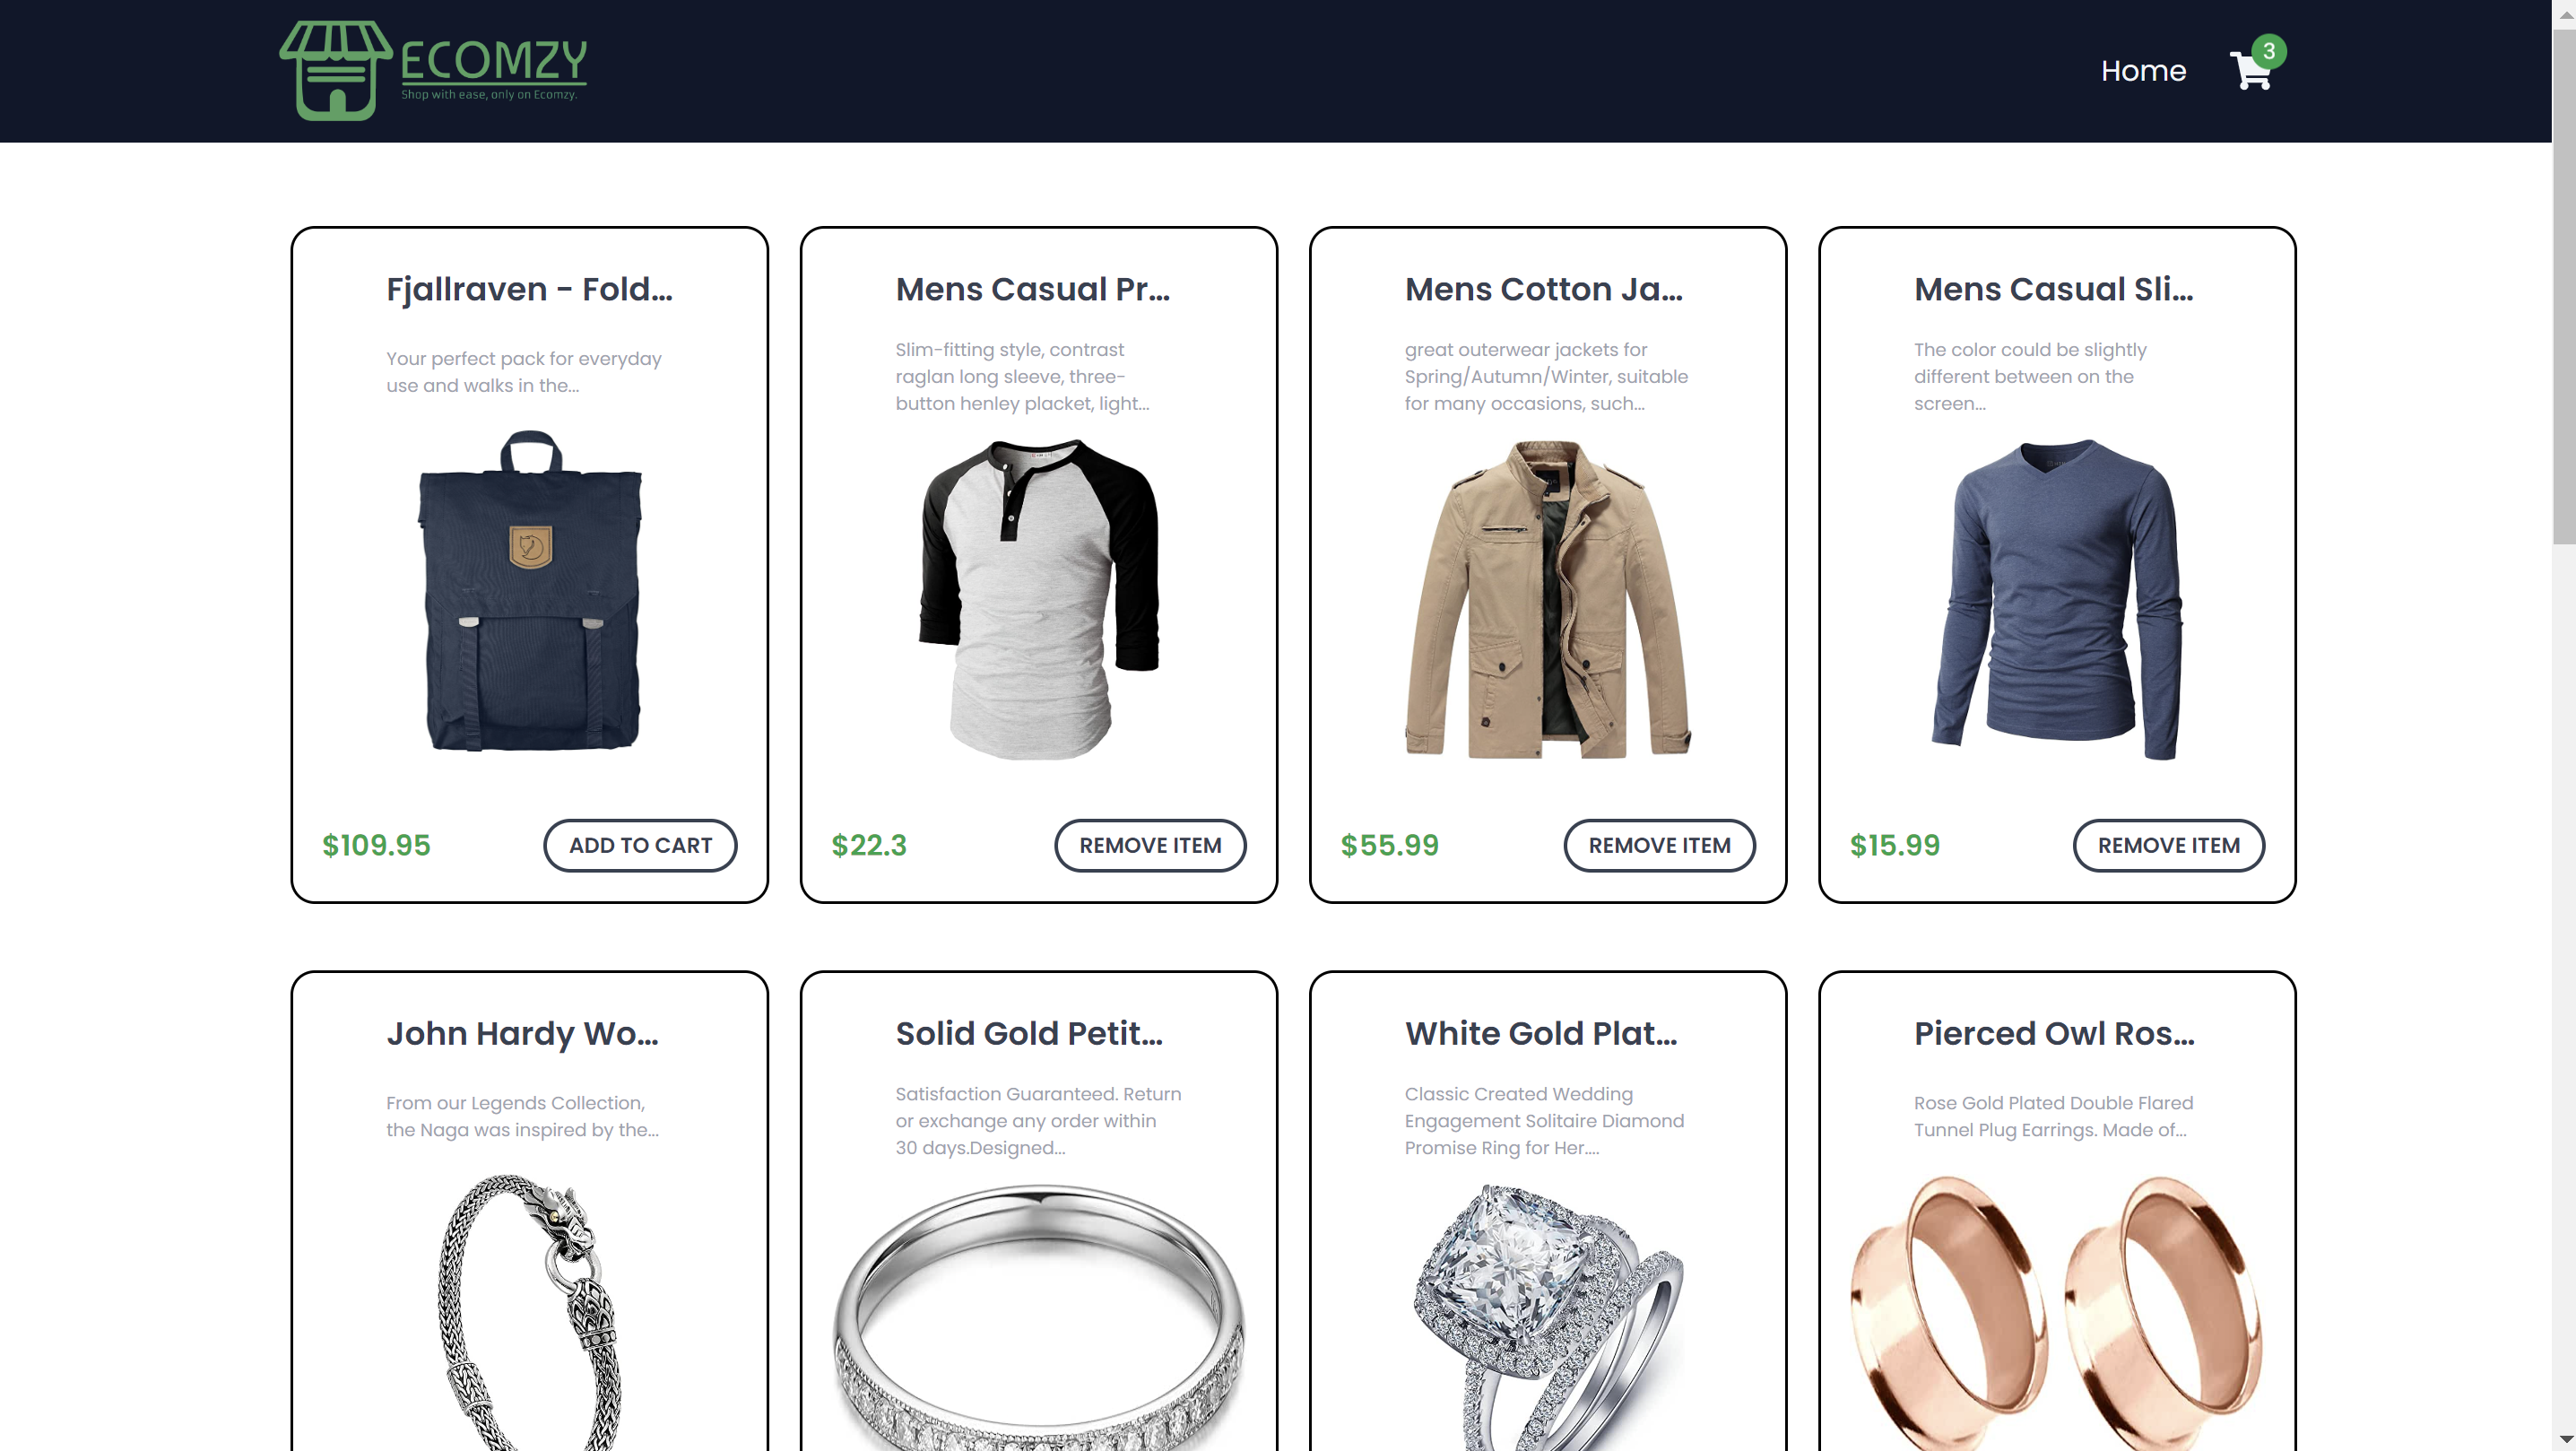 ECOMZY
Shop with ease, only on Ecomzy.
Home
3
Fjallraven - Fold...
Your perfect pack for everyday
use and walks in the...
$109.95
ADD TO CART
Mens Casual Pr...
Slim-fitting style, contrast
raglan long sleeve, three-
button henley placket, light...
$22.3
REMOVE ITEM
Mens Cotton Ja...
great outerwear jackets for
Spring/Autumn/Winter, suitable
for many occasions, such...
$55.99
REMOVE ITEM
Mens Casual Sli...
The color could be slightly
different between on the
screen...
$15.99
REMOVE ITEM
John Hardy Wo...
From our Legends Collection,
the Naga was inspired by the...
Solid Gold Petit...
Satisfaction Guaranteed. Return
or exchange any order within
30 days.Designed...
White Gold Plat...
Classic Created Wedding
Engagement Solitaire Diamond
Promise Ring for Her....
Pierced Owl Ros...
Rose Gold Plated Double Flared
Tunnel Plug Earrings. Made of...